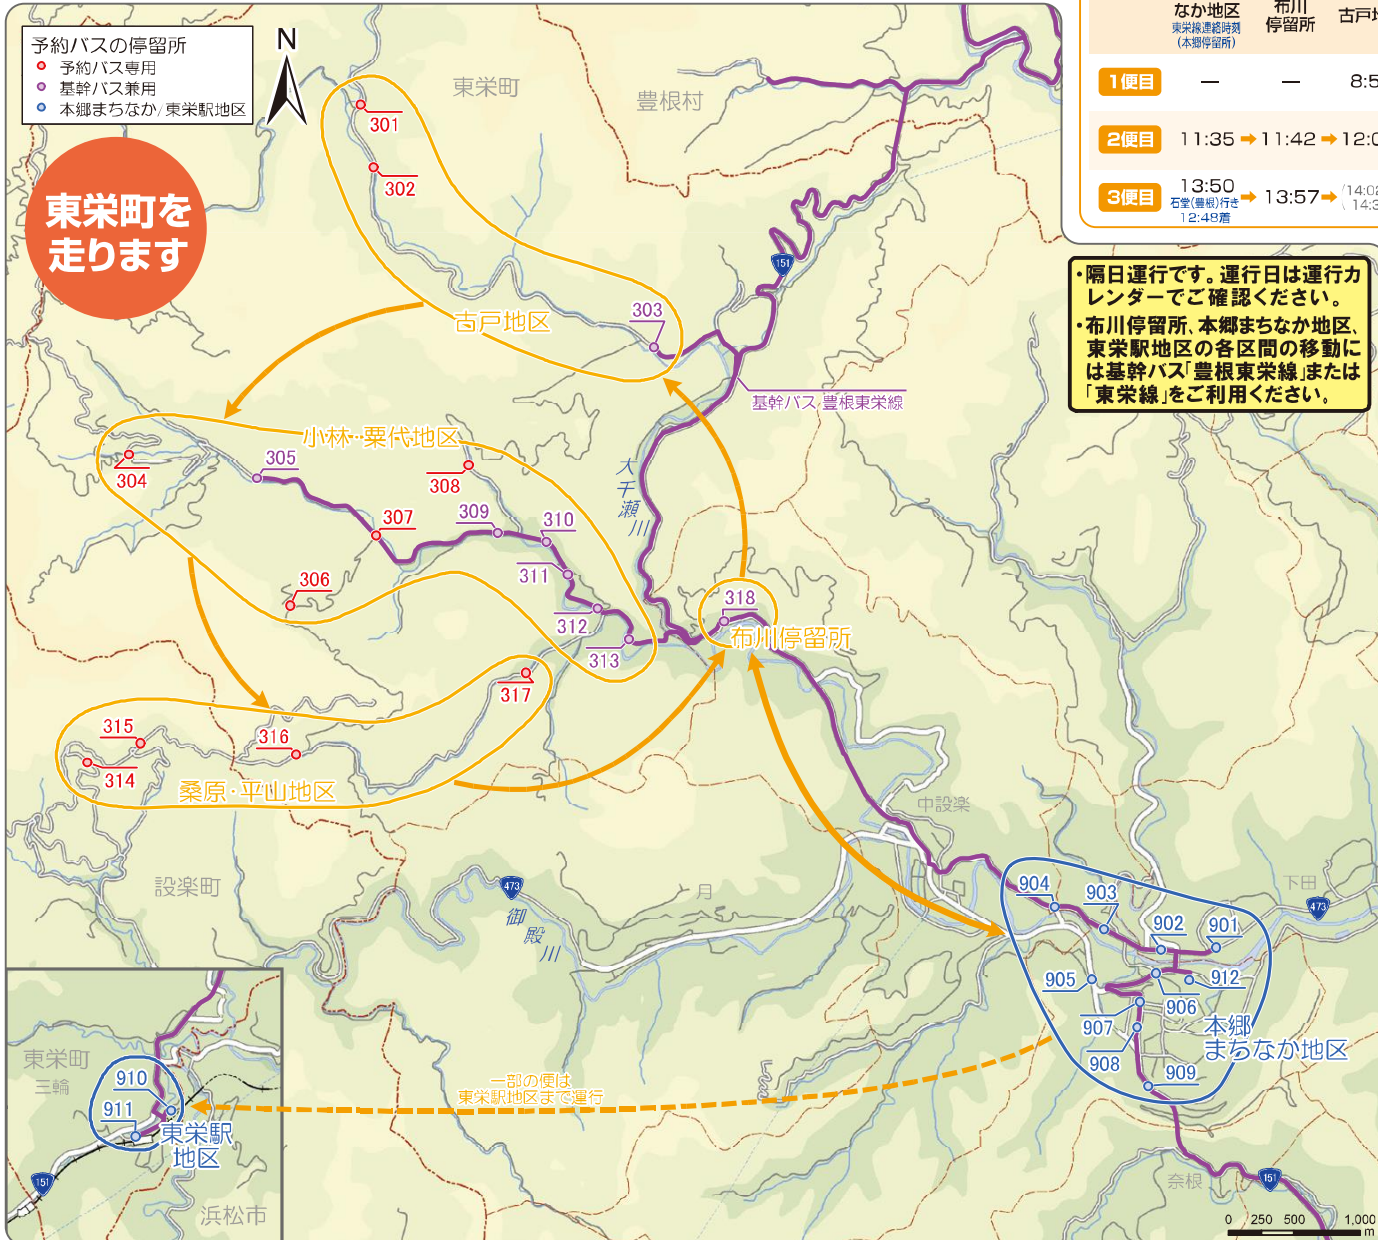 予約バスの停留所
予約バス専用
基幹バス兼用
本郷まちなか/東栄駅地区
N
東栄町を
走ります
東栄町
豊根村
なか地区
東栄線連絡時刻
(本郷停留所)
布川
停留所
古戸地
1便目 ー ー 8:5
2便目 11:35 11:42 12:0
3便目 13:50 13:57
石堂(豊根)行き
12:48着
・隔日運行です。運行日は運行カ
レンダーでご確認ください。
・布川停留所、本郷まちなか地区、
東栄駅地区の各区間の移動に
は基幹バス「豊根東栄線」または
「東栄線」をご利用ください。
301
302
151
303
古戸地区
基幹バス 豊根東栄線
小林・粟代地区
304
305
308
大千瀬川
307
309
310
311
306
312
313
318
布川停留所
317
315
316
314
桑原・平山地区
中設楽
設楽町
473
御殿川
月
下田
473
904
903
902
901
905
912
906
907
908
909
本郷
まちなか地区
一部の便は
東栄駅地区まで運行
東栄町
三輪
910
911
東栄駅
地区
151
浜松市
奈根
151
0 250 500 1,000
m